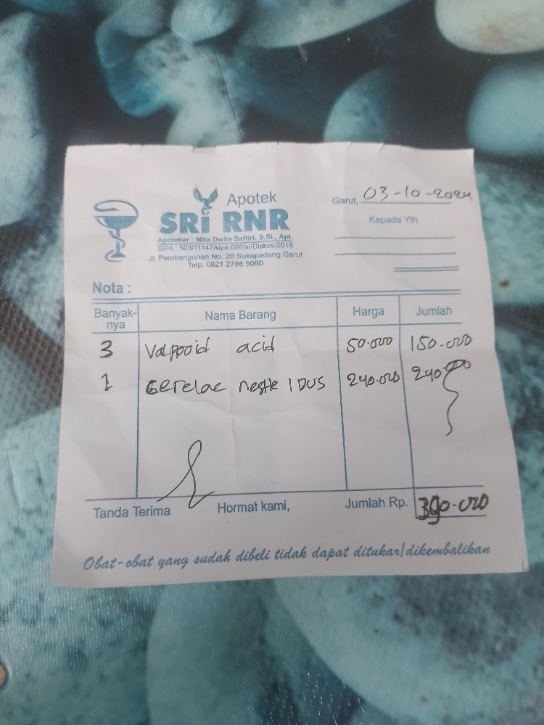 Apotek
SRi RNR
Apoteker : Mila Dwita Safitri, S.Si., Apt.
Jl. Pembangunan No. 20 Sukapadang Garut
Telp. 0821 2786 5060
Garut, 03-10-2024
Kepada Yth
Nota :
Banyak-nya Nama Barang Harga Jumlah
3 Valproid acid 50.000 150.000
1 Cerelac nestle 1 DUS 240.000 240.000
Tanda Terima Hormat kami, Jumlah Rp. 390.000
Obat-obat yang sudah dibeli tidak dapat ditukar/dikembalikan